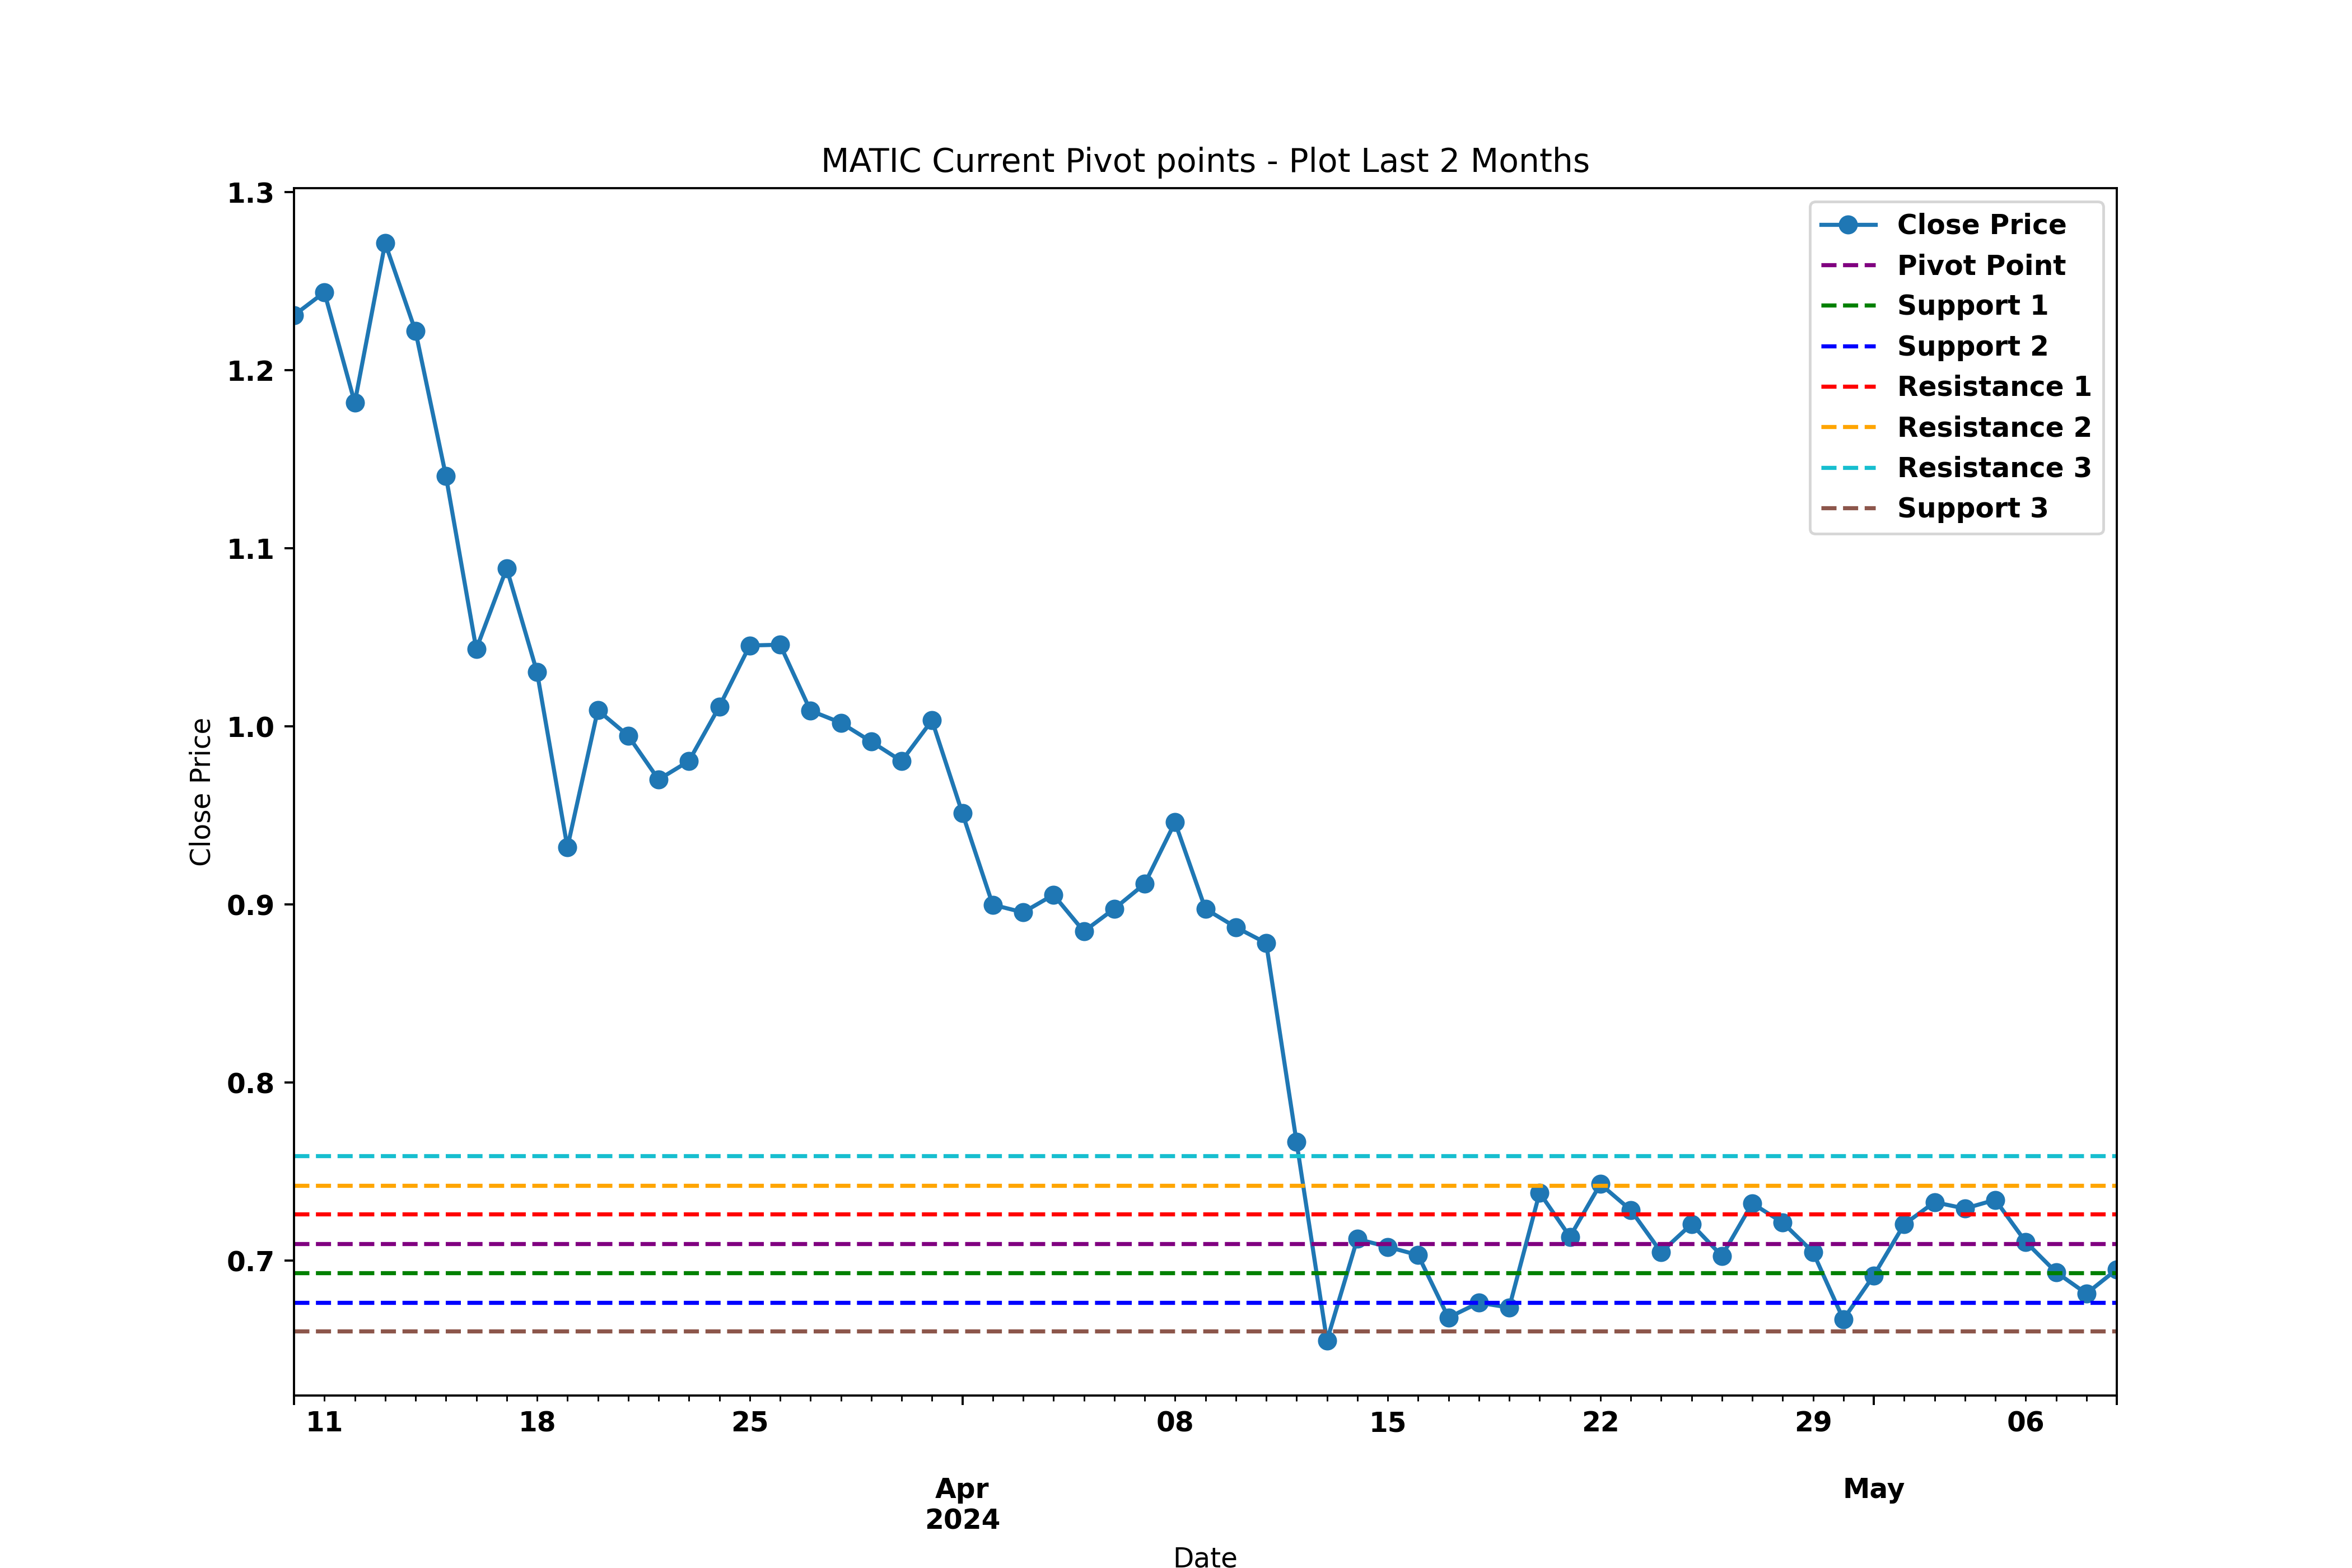 MATIC Current Pivot points - Plot Last 2 Months
1.3
1.2
1.1
1.0
0.9
0.8
0.7
Close Price
Close Price
Pivot Point
Support 1
Support 2
Resistance 1
Resistance 2
Resistance 3
Support 3
11 18 25 08 15 22 29 06
Apr May
2024
Date